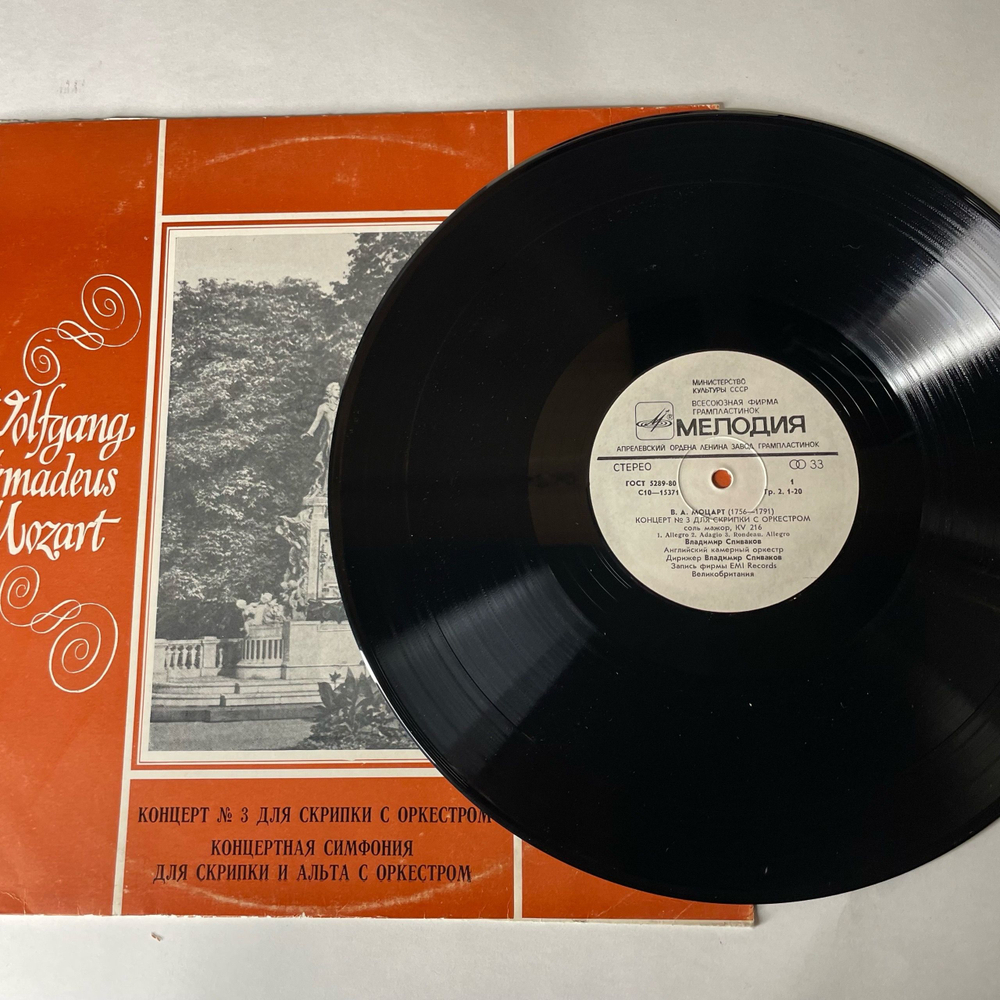 Wolfgang
Amadeus
Mozart
КОНЦЕРТ № 3 ДЛЯ СКРИПКИ С ОРКЕСТРОМ
КОНЦЕРТНАЯ СИМФОНИЯ
ДЛЯ СКРИПКИ И АЛЬТА С ОРКЕСТРОМ
МИНИСТЕРСТВО
КУЛЬТУРЫ СССР
ВСЕСОЮЗНАЯ ФИРМА
ГРАМПЛАСТИНОК
МЕЛОДИЯ
АПРЕЛЕВСКИЙ ОРДЕНА ЛЕНИНА ЗАВОД ГРАМПЛАСТИНОК
СТЕРЕО 33
ГОСТ 5289-80 1
С10—15371 Гр. 2. 1-20
В. А. МОЦАРТ (1756—1791)
КОНЦЕРТ № 3 ДЛЯ СКРИПКИ С ОРКЕСТРОМ
соль мажор, KV 216
1. Allegro 2. Adagio 3. Rondeau. Allegro
Владимир Спиваков
Английский камерный оркестр
Дирижер Владимир Спиваков
Запись фирмы EMI Records
Великобритания